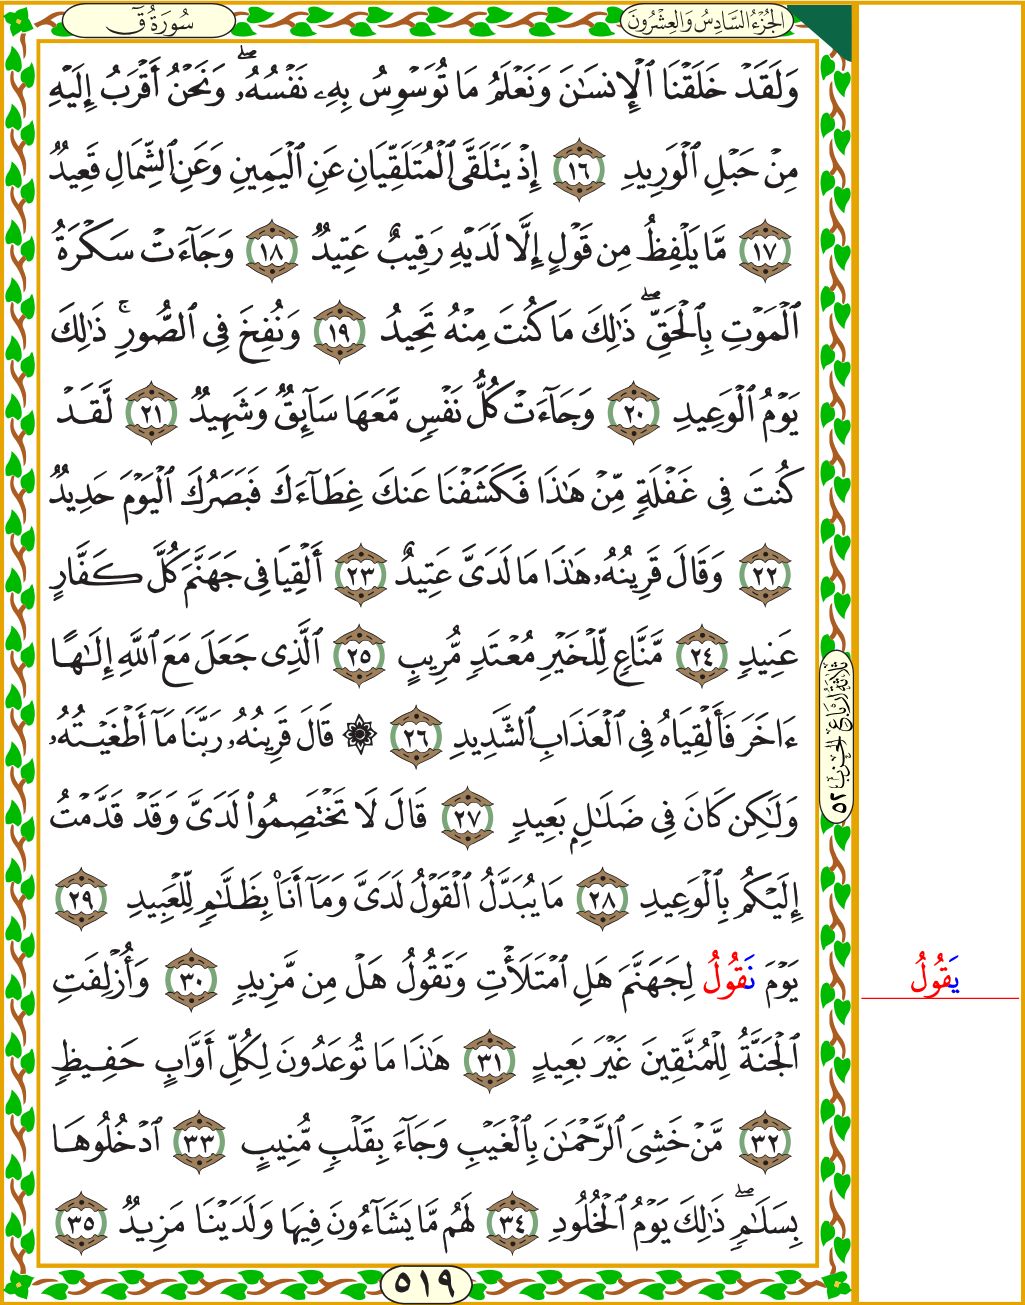 الجُزْءُ السَّادِسُ وَالعِشْرُونَ
سُورَةُ قٓ
وَلَقَدْ خَلَقْنَا ٱلْإِنسَٰنَ وَنَعْلَمُ مَا تُوَسْوِسُ بِهِۦ نَفْسُهُۥۖ وَنَحْنُ أَقْرَبُ إِلَيْهِ
مِنْ حَبْلِ ٱلْوَرِيدِ ١٦ إِذْ يَتَلَقَّى ٱلْمُتَلَقِّيَانِ عَنِ ٱلْيَمِينِ وَعَنِ ٱلشِّمَالِ قَعِيدٌ
١٧ مَّا يَلْفِظُ مِن قَوْلٍ إِلَّا لَدَيْهِ رَقِيبٌ عَتِيدٌ ١٨ وَجَآءَتْ سَكْرَةُ
ٱلْمَوْتِ بِٱلْحَقِّۖ ذَٰلِكَ مَا كُنتَ مِنْهُ تَحِيدُ ١٩ وَنُفِخَ فِى ٱلصُّورِۚ ذَٰلِكَ
يَوْمُ ٱلْوَعِيدِ ٢٠ وَجَآءَتْ كُلُّ نَفْسٍ مَّعَهَا سَآئِقٌ وَشَهِيدٌ ٢١ لَّقَدْ
كُنتَ فِى غَفْلَةٍ مِّنْ هَٰذَا فَكَشَفْنَا عَنكَ غِطَآءَكَ فَبَصَرُكَ ٱلْيَوْمَ حَدِيدٌ
٢٢ وَقَالَ قَرِينُهُۥ هَٰذَا مَا لَدَىَّ عَتِيدٌ ٢٣ أَلْقِيَا فِى جَهَنَّمَ كُلَّ كَفَّارٍ
عَنِيدٍ ٢٤ مَّنَّاعٍ لِّلْخَيْرِ مُعْتَدٍ مُّرِيبٍ ٢٥ ٱلَّذِى جَعَلَ مَعَ ٱللَّهِ إِلَٰهًا
ءَاخَرَ فَأَلْقِيَاهُ فِى ٱلْعَذَابِ ٱلشَّدِيدِ ٢٦ ۞ قَالَ قَرِينُهُۥ رَبَّنَا مَآ أَطْغَيْتُهُۥ
وَلَٰكِن كَانَ فِى ضَلَٰلٍۭ بَعِيدٍ ٢٧ قَالَ لَا تَخْتَصِمُوا۟ لَدَىَّ وَقَدْ قَدَّمْتُ
إِلَيْكُم بِٱلْوَعِيدِ ٢٨ مَا يُبَدَّلُ ٱلْقَوْلُ لَدَىَّ وَمَآ أَنَا۠ بِظَلَّٰمٍ لِّلْعَبِيدِ ٢٩
يَوْمَ نَقُولُ لِجَهَنَّمَ هَلِ ٱمْتَلَأْتِ وَتَقُولُ هَلْ مِن مَّزِيدٍ ٣٠ وَأُزْلِفَتِ
يَقُولُ
ٱلْجَنَّةُ لِلْمُتَّقِينَ غَيْرَ بَعِيدٍ ٣١ هَٰذَا مَا تُوعَدُونَ لِكُلِّ أَوَّابٍ حَفِيظٍ
٣٢ مَّنْ خَشِىَ ٱلرَّحْمَٰنَ بِٱلْغَيْبِ وَجَآءَ بِقَلْبٍ مُّنِيبٍ ٣٣ ٱدْخُلُوهَا
بِسَلَٰمٍۖ ذَٰلِكَ يَوْمُ ٱلْخُلُودِ ٣٤ لَهُم مَّا يَشَآءُونَ فِيهَا وَلَدَيْنَا مَزِيدٌ ٣٥
ثلاثة أرباع الحزب ٥٢
٥١٩